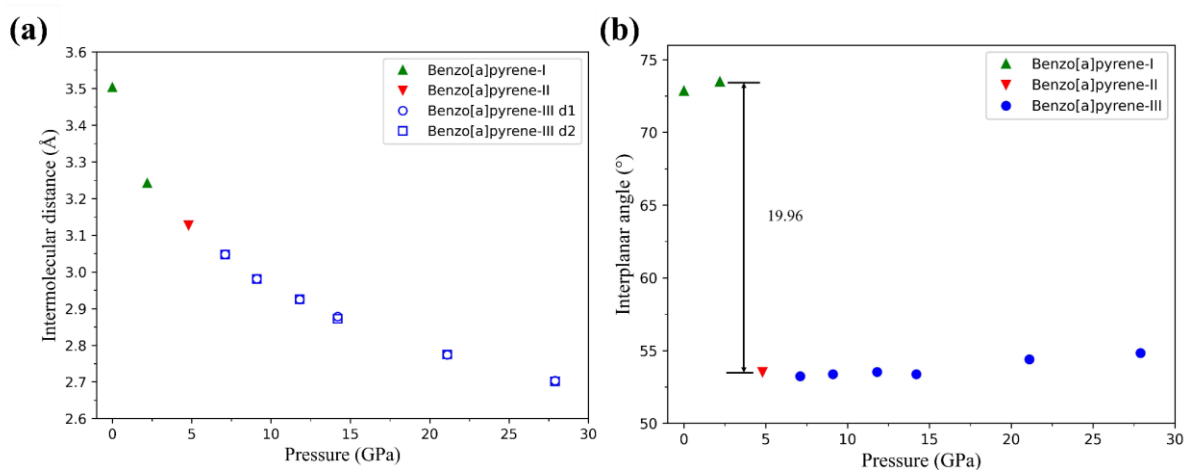 (a)
Intermolecular distance (Å)
3.6
3.5
3.4
3.3
3.2
3.1
3.0
2.9
2.8
2.7
2.6
Benzo[a]pyrene-I
Benzo[a]pyrene-II
Benzo[a]pyrene-III d1
Benzo[a]pyrene-III d2
0
5
10
15
20
25
30
Pressure (GPa)
(b)
Interplanar angle (°)
75
70
65
60
55
50
Benzo[a]pyrene-I
Benzo[a]pyrene-II
Benzo[a]pyrene-III
19.96
0
5
10
15
20
25
30
Pressure (GPa)